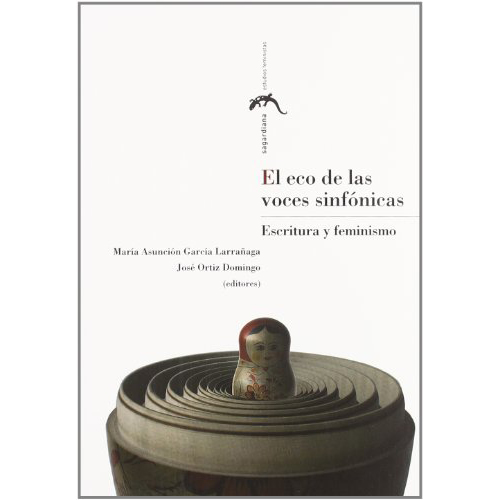 sagardiana
estudios feministas
El eco de las
voces sinfónicas
Escritura y feminismo
María Asunción García Larrañaga
José Ortiz Domingo
(editores)